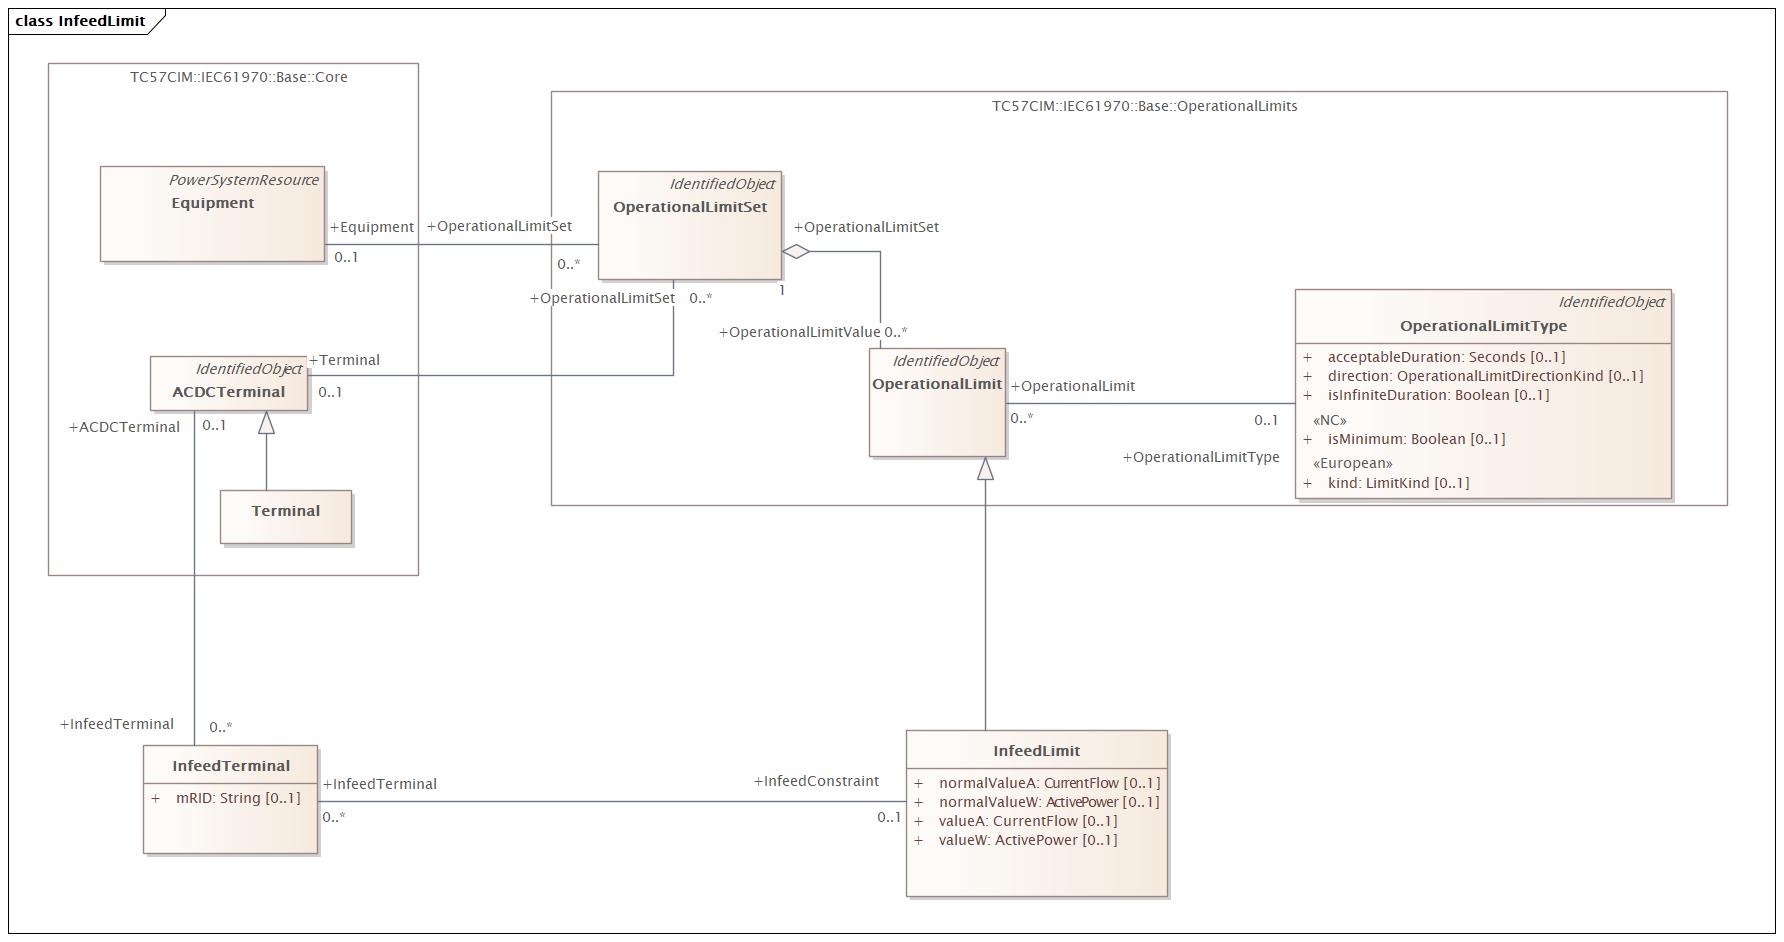 class InfeedLimit
TC57CIM::IEC61970::Base::Core
TC57CIM::IEC61970::Base::OperationalLimits
PowerSystemResource
Equipment
+Equipment
0..1
+OperationalLimitSet
0..*
IdentifiedObject
OperationalLimitSet
+OperationalLimitSet
1
+OperationalLimitSet
0..*
+OperationalLimitValue
0..*
IdentifiedObject
OperationalLimit
+OperationalLimit
0..*
0..1
+OperationalLimitType
IdentifiedObject
OperationalLimitType
+ acceptableDuration: Seconds [0..1]
+ direction: OperationalLimitDirectionKind [0..1]
+ isInfiniteDuration: Boolean [0..1]
«NC»
+ isMinimum: Boolean [0..1]
«European»
+ kind: LimitKind [0..1]
IdentifiedObject
ACDCTerminal
+Terminal
0..1
+ACDCTerminal
0..1
Terminal
+InfeedTerminal
0..*
InfeedTerminal
+ mRID: String [0..1]
+InfeedTerminal
0..*
+InfeedConstraint
0..1
InfeedLimit
+ normalValueA: CurrentFlow [0..1]
+ normalValueW: ActivePower [0..1]
+ valueA: CurrentFlow [0..1]
+ valueW: ActivePower [0..1]